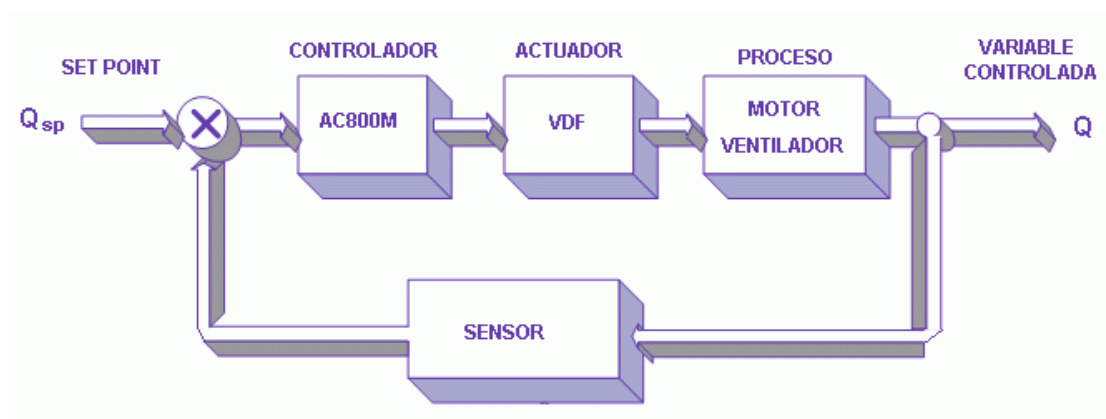 SET POINT
Q sp
CONTROLADOR
AC800M
ACTUADOR
VDF
PROCESO
MOTOR
VENTILADOR
VARIABLE
CONTROLADA
Q
SENSOR